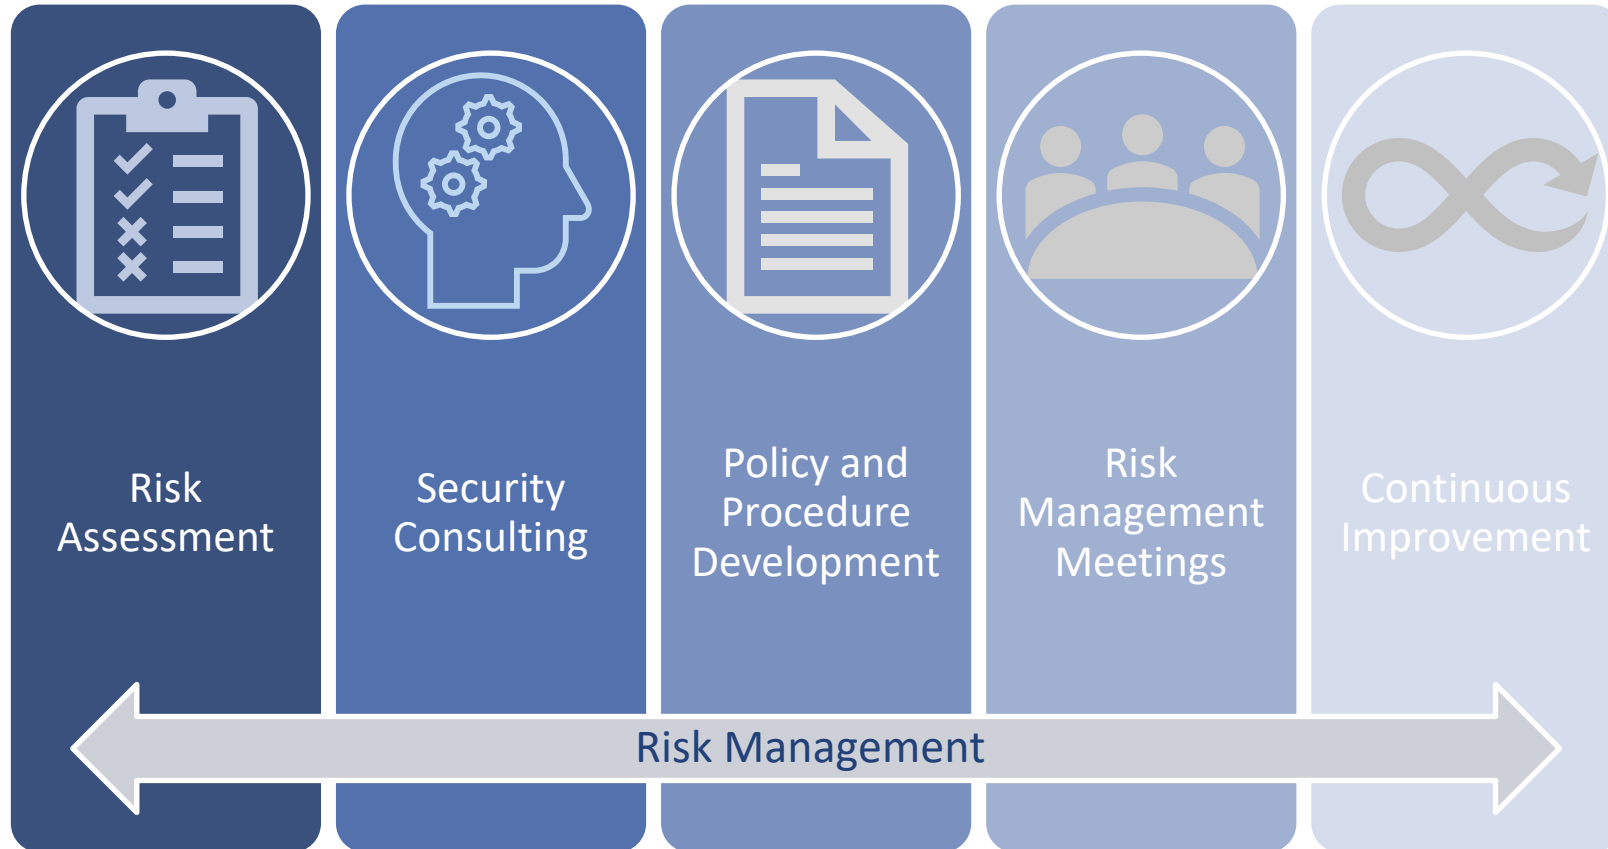 Risk
Assessment
Security
Consulting
Policy and
Procedure
Development
Risk
Management
Meetings
Continuous
Improvement
Risk Management